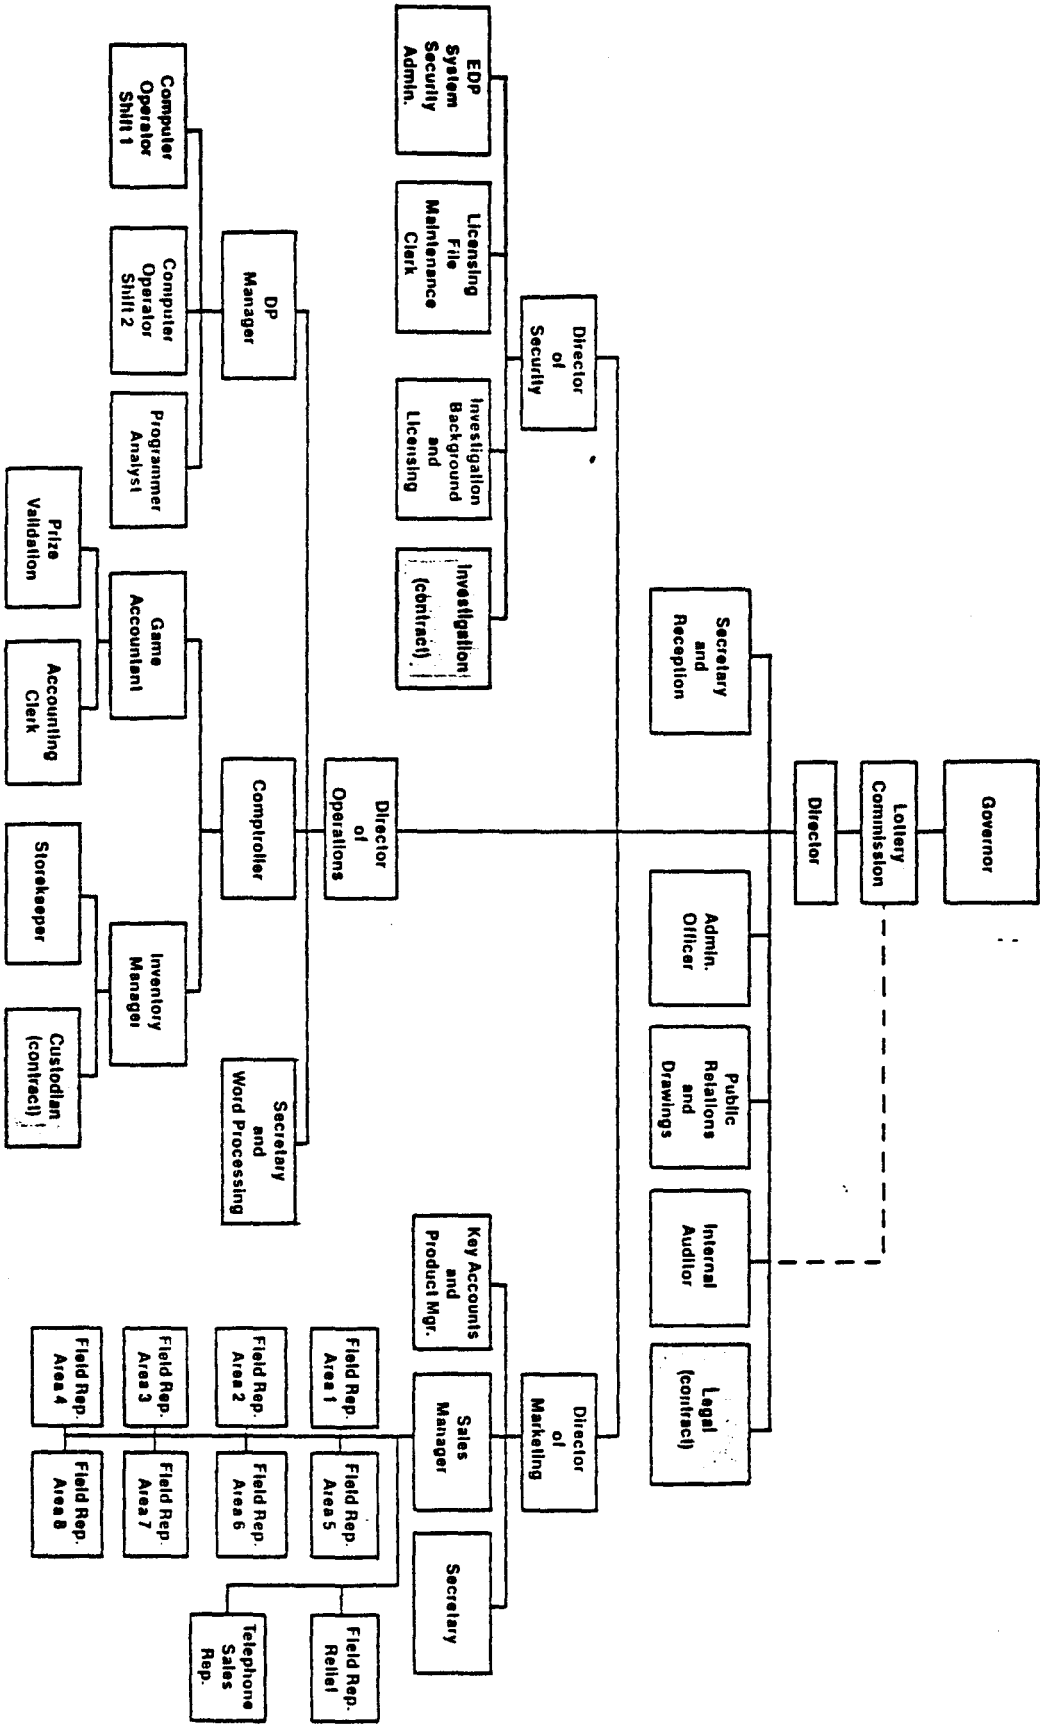 Governor
Lottery
Commission
Director
Secretary
and
Reception
Admin.
Officer
Public
Relations
and
Drawings
Internal
Auditor
Legal
(contract)
Director
of
Security
Director
of
Operations
Director
of
Marketing
EDP
System
Security
Admin.
Licensing
File
Maintenance
Clerk
Investigation
Background
and
Licensing
Investigation
(contract)
Key Accounts
and
Product Mgr.
Sales
Manager
Secretary
DP
Manager
Comptroller
Secretary
and
Word Processing
Computer
Operator
Shift 1
Computer
Operator
Shift 2
Programmer
Analyst
Game
Accountant
Inventory
Manager
Prize
Validation
Accounting
Clerk
Storekeeper
Custodian
(contract)
Field Rep.
Area 1
Field Rep.
Area 5
Field Rep.
Relief
Field Rep.
Area 2
Field Rep.
Area 6
Telephone
Sales
Rep.
Field Rep.
Area 3
Field Rep.
Area 7
Field Rep.
Area 4
Field Rep.
Area 8